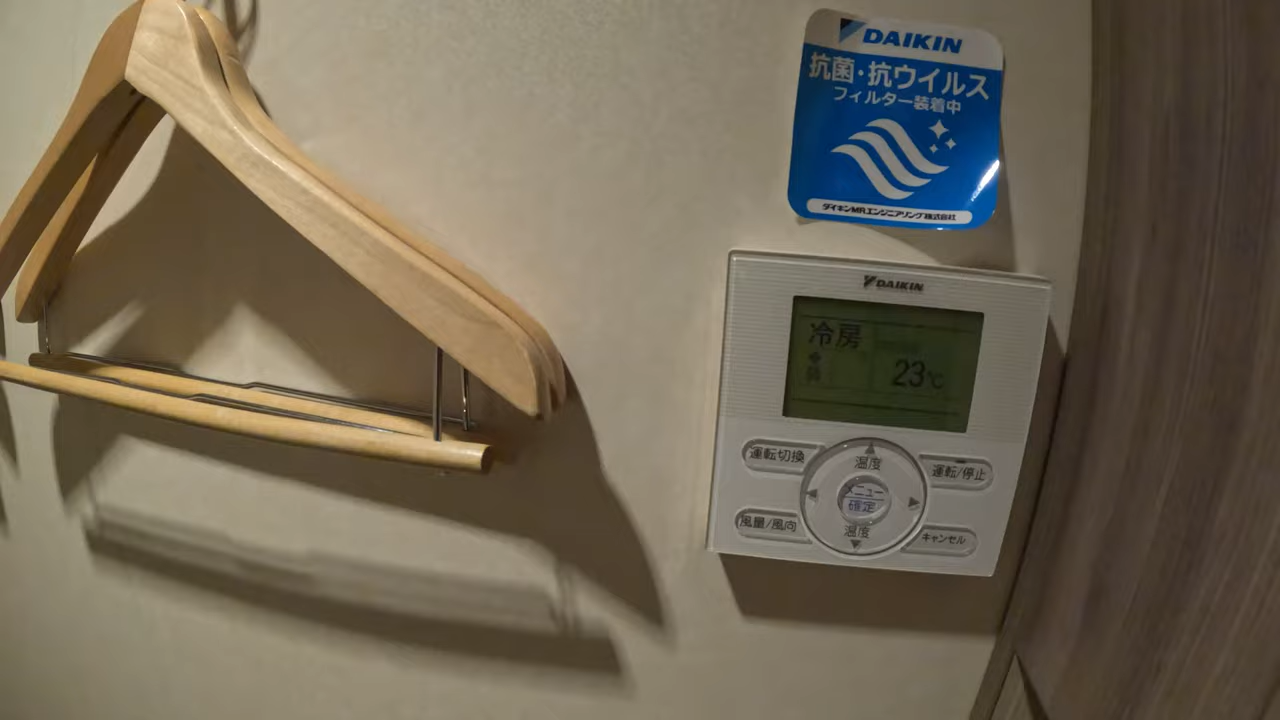 DAIKIN
抗菌・抗ウイルス
フィルター装着中
ダイキンMRエンジニアリング株式会社
DAIKIN
冷房
23℃
運転切換
温度
運転/停止
メニュー
確定
風量/風向
温度
キャンセル